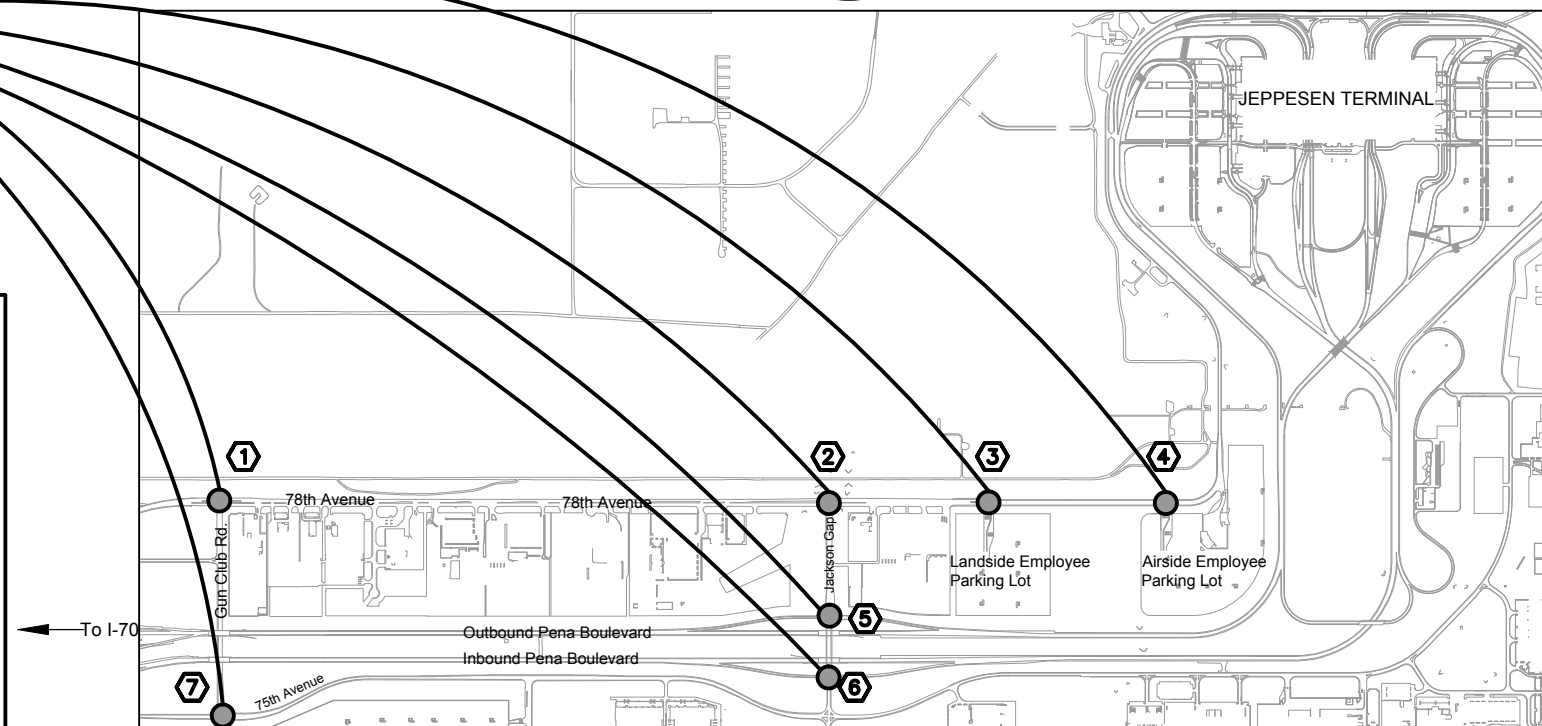 JEPPESEN TERMINAL
1
2
3
4
78th Avenue
78th Avenue
Gun Club Rd.
Jackson Gap
Landside Employee
Parking Lot
Airside Employee
Parking Lot
5
To I-70
Outbound Pena Boulevard
Inbound Pena Boulevard
7
75th Avenue
6